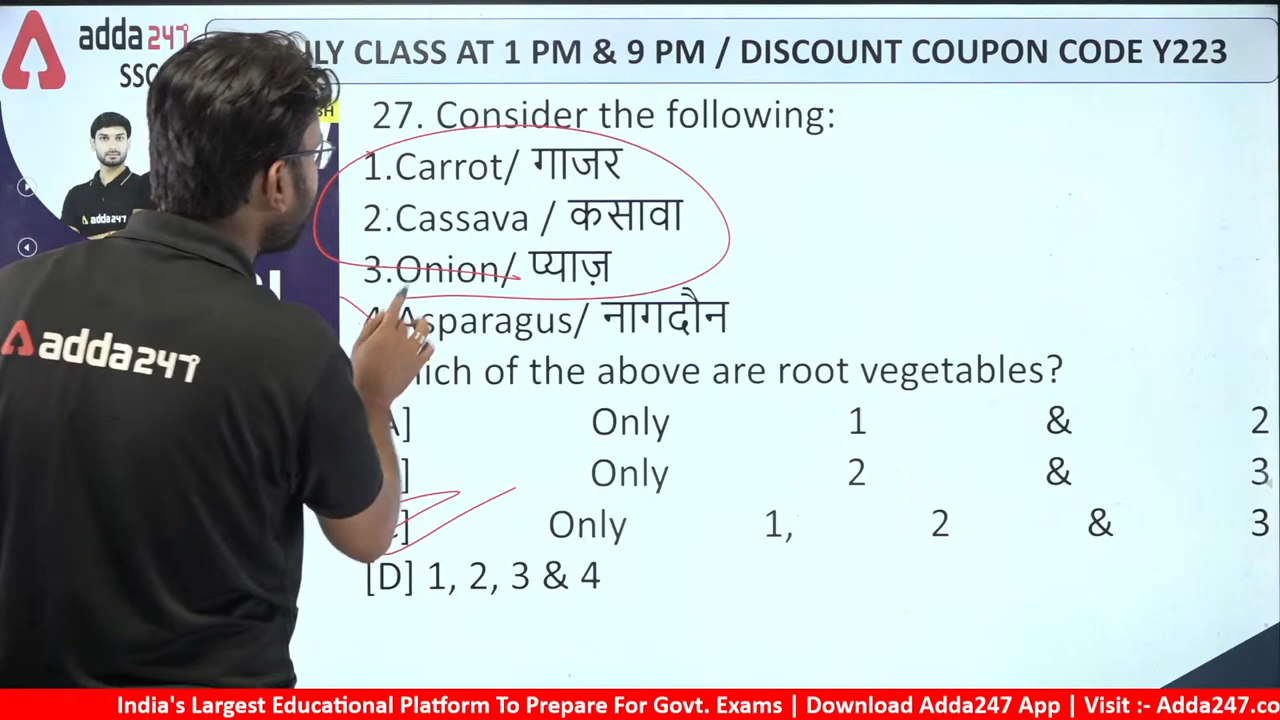 adda247
SSC
LY CLASS AT 1 PM & 9 PM / DISCOUNT COUPON CODE Y223
27. Consider the following:
1.Carrot/ गाजर
2.Cassava / कसावा
3.Onion/ प्याज़
Asparagus/ नागदौन
ich of the above are root vegetables?
A] Only 1 & 2
] Only 2 & 3
] Only 1, 2 & 3
[D] 1, 2, 3 & 4
adda247
adda247
India's Largest Educational Platform To Prepare For Govt. Exams | Download Adda247 App | Visit :- Adda247.co